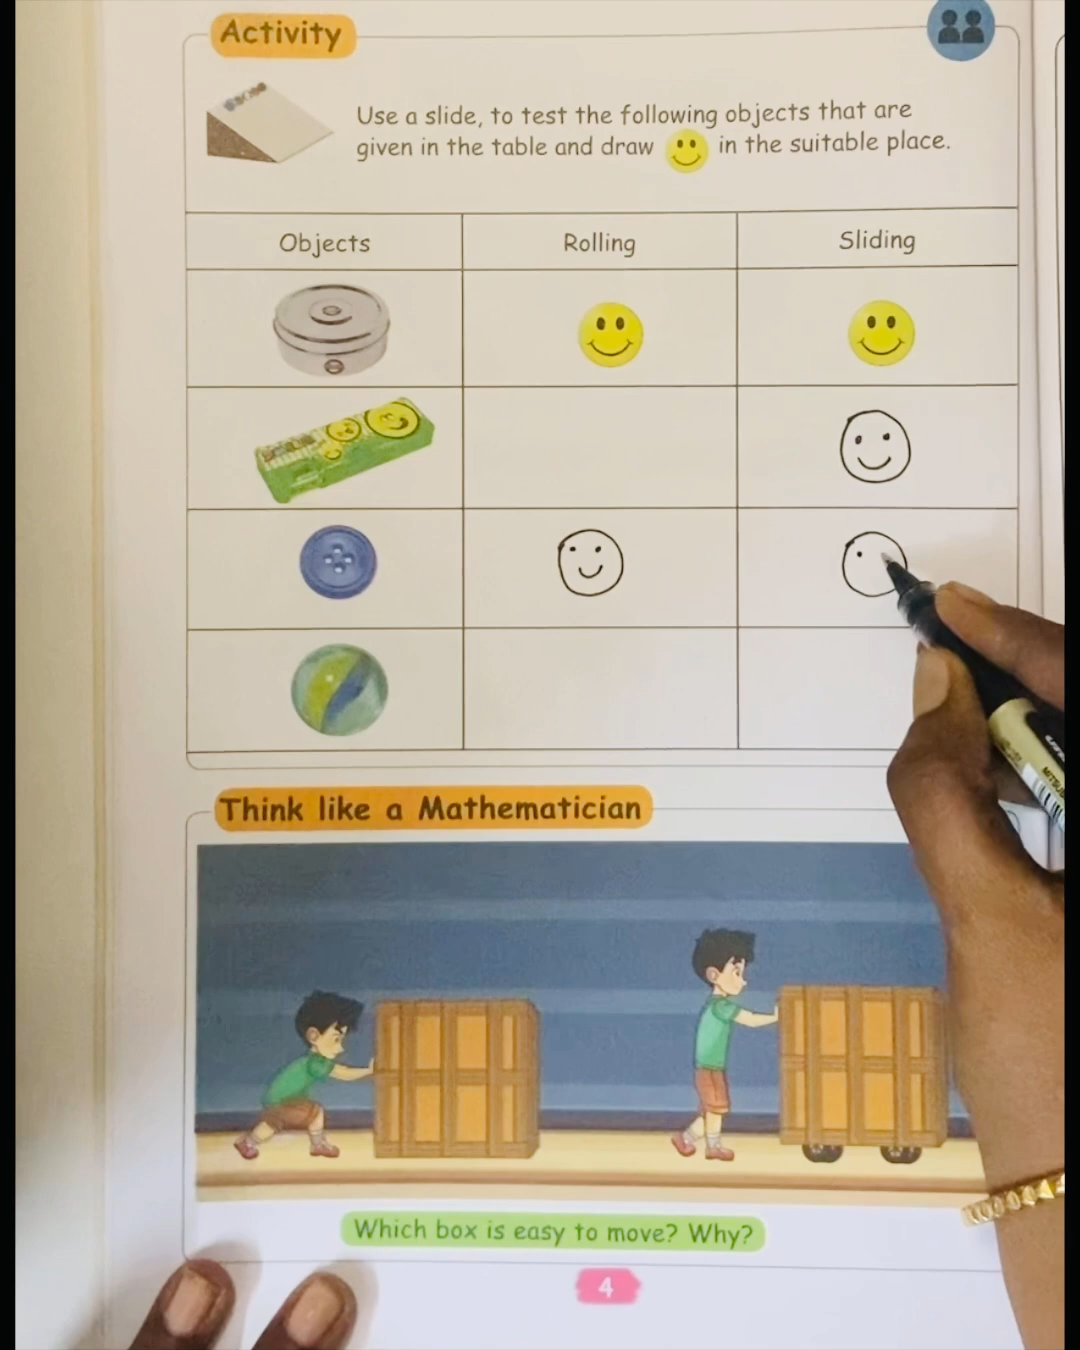 Activity
Use a slide, to test the following objects that are
given in the table and draw in the suitable place.
Objects Rolling Sliding
Think like a Mathematician
Which box is easy to move? Why?
4